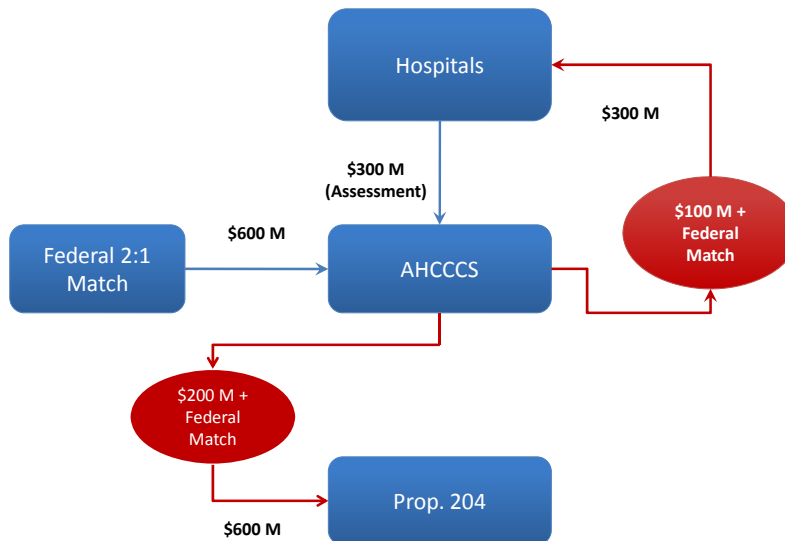 Hospitals
$300 M
$300 M
(Assessment)
$100 M +
Federal
Match
$600 M
Federal 2:1
Match
AHCCCS
$200 M +
Federal
Match
Prop. 204
$600 M